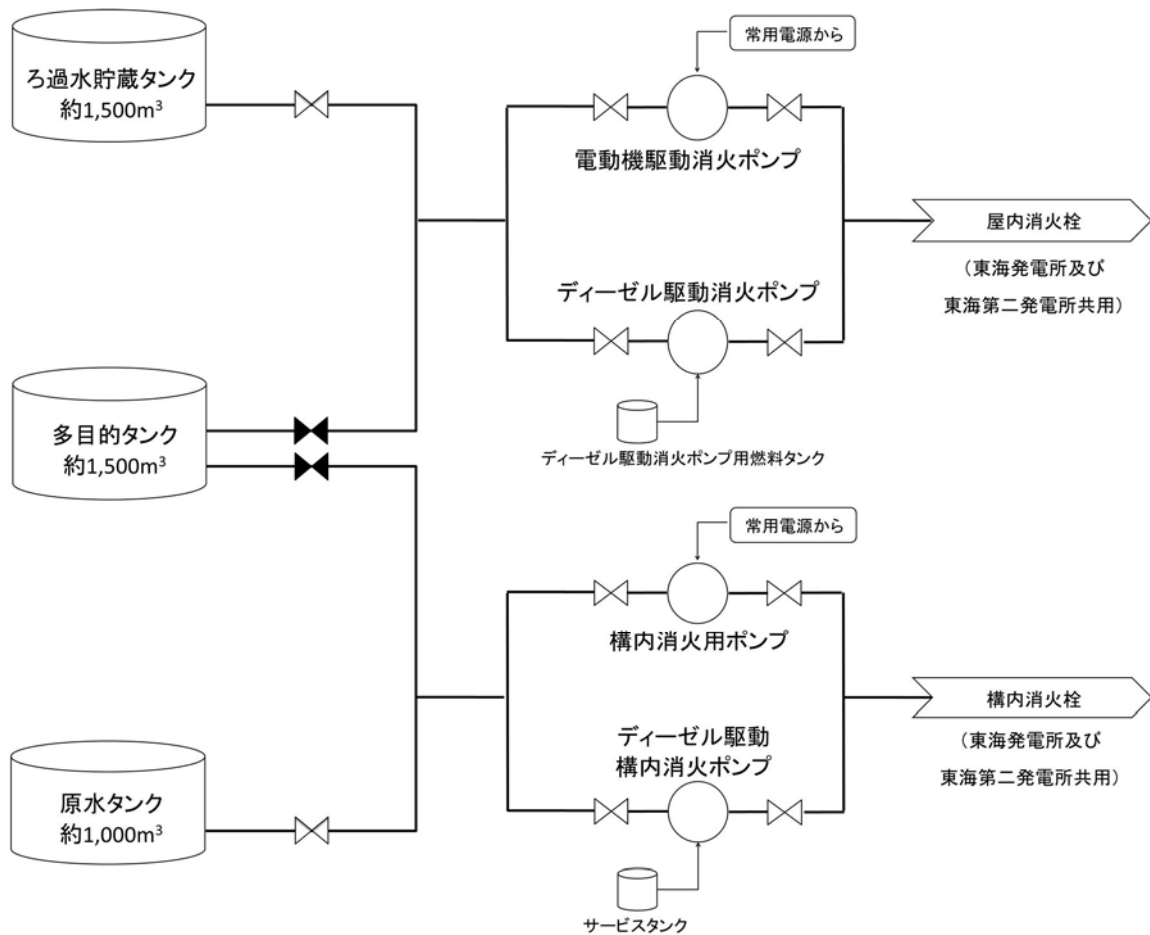 ろ過水貯蔵タンク
約1,500m³
常用電源から
電動機駆動消火ポンプ
屋内消火栓
（東海発電所及び
東海第二発電所共用）
ディーゼル駆動消火ポンプ
ディーゼル駆動消火ポンプ用燃料タンク
多目的タンク
約1,500m³
常用電源から
構内消火用ポンプ
構内消火栓
（東海発電所及び
東海第二発電所共用）
ディーゼル駆動
構内消火ポンプ
サービスタンク
原水タンク
約1,000m³